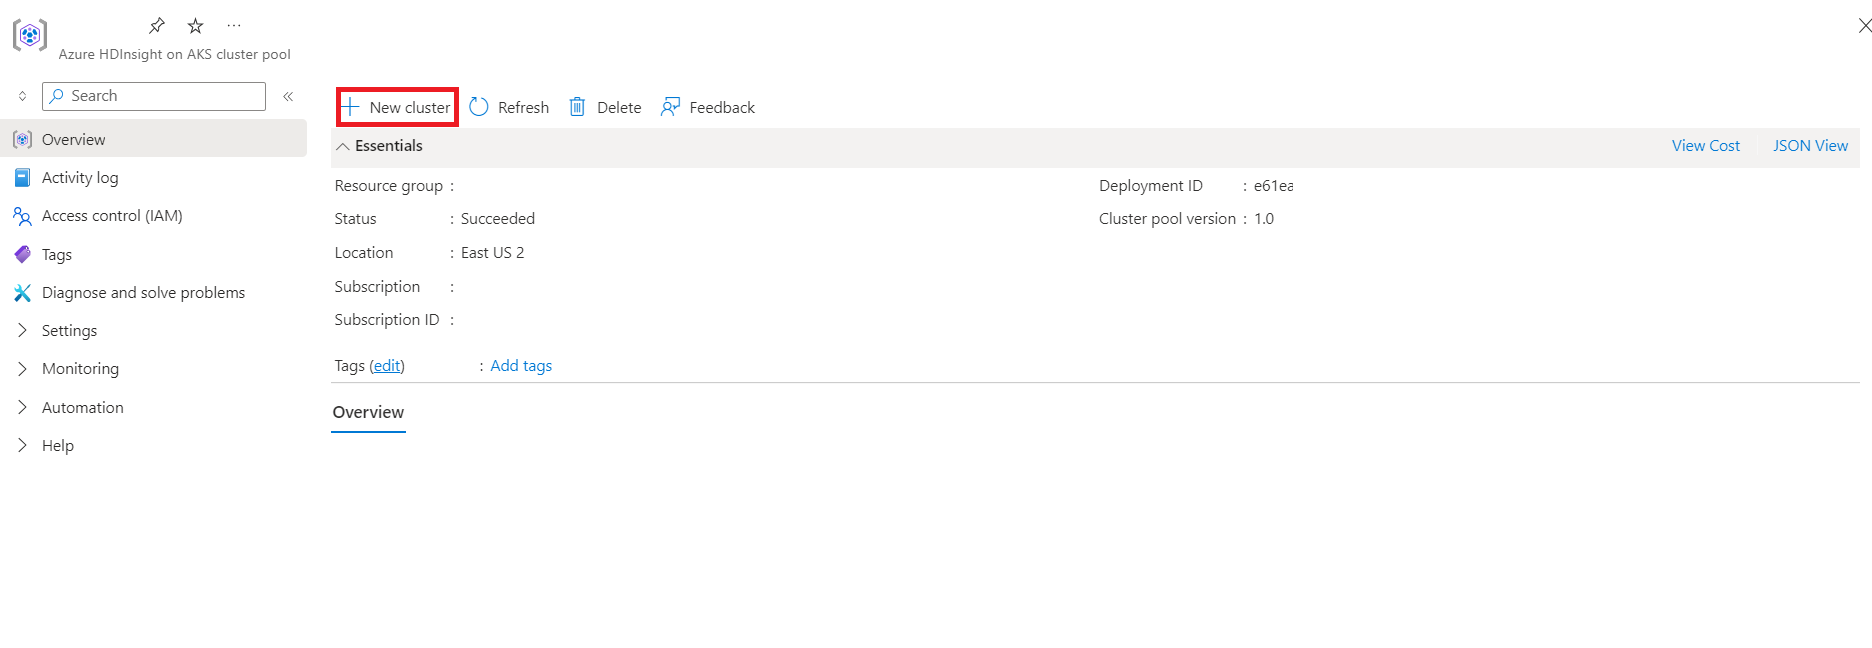 Azure HDInsight on AKS cluster pool
Search
Overview
Activity log
Access control (IAM)
Tags
Diagnose and solve problems
Settings
Monitoring
Automation
Help
New cluster Refresh Delete Feedback
Essentials View Cost JSON View
Resource group :
Status : Succeeded
Location : East US 2
Subscription :
Subscription ID :
Deployment ID : e61ea
Cluster pool version : 1.0
Tags (edit) : Add tags
Overview